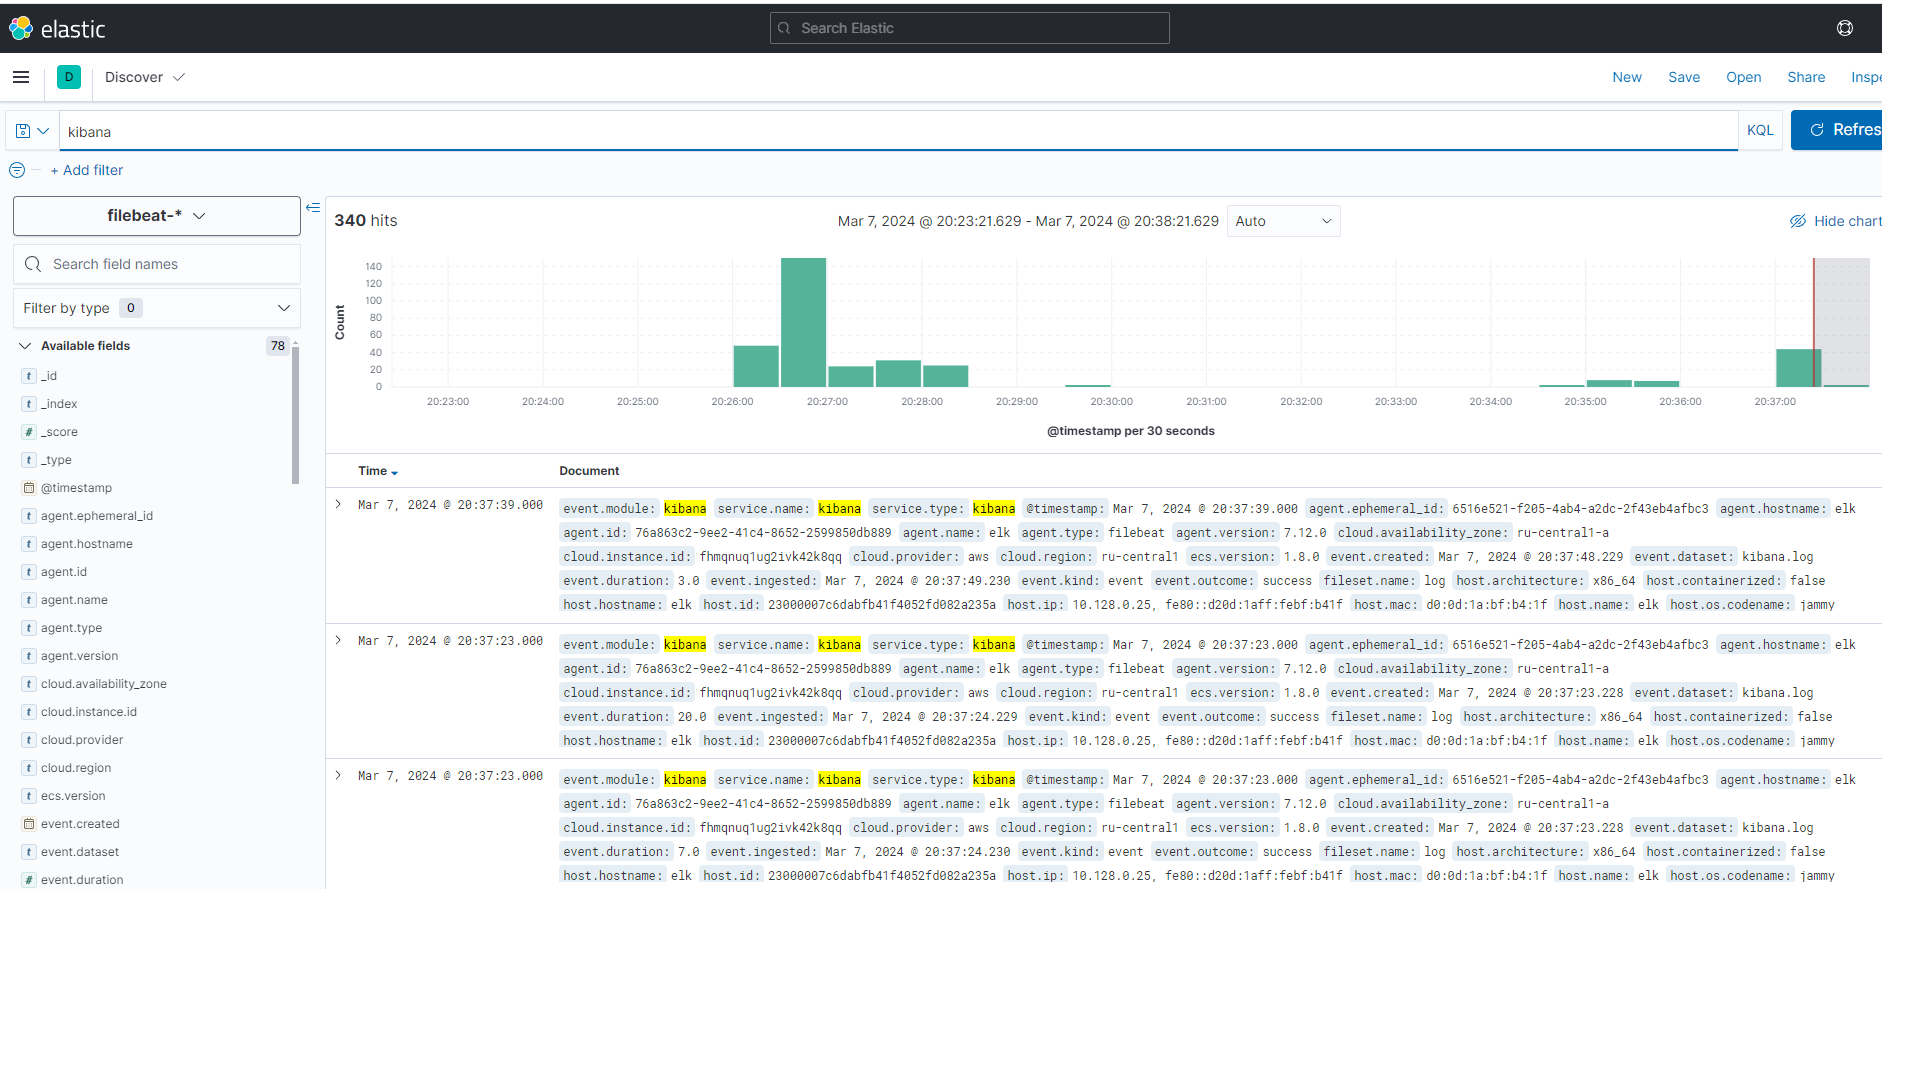 elastic
Search Elastic
D
Discover
New Save Open Share Inspe
kibana
KQL
Refres
+ Add filter
filebeat-*
340 hits
Mar 7, 2024 @ 20:23:21.629 - Mar 7, 2024 @ 20:38:21.629
Auto
Hide chart
Search field names
Filter by type 0
Available fields 78
t _id
t _index
# _score
t _type
@timestamp
t agent.ephemeral_id
t agent.hostname
t agent.id
t agent.name
t agent.type
t agent.version
t cloud.availability_zone
t cloud.instance.id
t cloud.provider
t cloud.region
t ecs.version
event.created
t event.dataset
# event.duration
Count
140
120
100
80
60
40
20
0
20:23:00 20:24:00 20:25:00 20:26:00 20:27:00 20:28:00 20:29:00 20:30:00 20:31:00 20:32:00 20:33:00 20:34:00 20:35:00 20:36:00 20:37:00
@timestamp per 30 seconds
Time Document
Mar 7, 2024 @ 20:37:39.000 event.module: kibana service.name: kibana service.type: kibana @timestamp: Mar 7, 2024 @ 20:37:39.000 agent.ephemeral_id: 6516e521-f205-4ab4-a2dc-2f43eb4afbc3 agent.hostname: elk
agent.id: 76a863c2-9ee2-41c4-8652-2599850db889 agent.name: elk agent.type: filebeat agent.version: 7.12.0 cloud.availability_zone: ru-central1-a
cloud.instance.id: fhmqnuq1ug2ivk42k8qq cloud.provider: aws cloud.region: ru-central1 ecs.version: 1.8.0 event.created: Mar 7, 2024 @ 20:37:48.229 event.dataset: kibana.log
event.duration: 3.0 event.ingested: Mar 7, 2024 @ 20:37:49.230 event.kind: event event.outcome: success fileset.name: log host.architecture: x86_64 host.containerized: false
host.hostname: elk host.id: 23000007c6dabfb41f4052fd082a235a host.ip: 10.128.0.25, fe80::d20d:1aff:febf:b41f host.mac: d0:0d:1a:bf:b4:1f host.name: elk host.os.codename: jammy
Mar 7, 2024 @ 20:37:23.000 event.module: kibana service.name: kibana service.type: kibana @timestamp: Mar 7, 2024 @ 20:37:23.000 agent.ephemeral_id: 6516e521-f205-4ab4-a2dc-2f43eb4afbc3 agent.hostname: elk
agent.id: 76a863c2-9ee2-41c4-8652-2599850db889 agent.name: elk agent.type: filebeat agent.version: 7.12.0 cloud.availability_zone: ru-central1-a
cloud.instance.id: fhmqnuq1ug2ivk42k8qq cloud.provider: aws cloud.region: ru-central1 ecs.version: 1.8.0 event.created: Mar 7, 2024 @ 20:37:23.228 event.dataset: kibana.log
event.duration: 20.0 event.ingested: Mar 7, 2024 @ 20:37:24.229 event.kind: event event.outcome: success fileset.name: log host.architecture: x86_64 host.containerized: false
host.hostname: elk host.id: 23000007c6dabfb41f4052fd082a235a host.ip: 10.128.0.25, fe80::d20d:1aff:febf:b41f host.mac: d0:0d:1a:bf:b4:1f host.name: elk host.os.codename: jammy
Mar 7, 2024 @ 20:37:23.000 event.module: kibana service.name: kibana service.type: kibana @timestamp: Mar 7, 2024 @ 20:37:23.000 agent.ephemeral_id: 6516e521-f205-4ab4-a2dc-2f43eb4afbc3 agent.hostname: elk
agent.id: 76a863c2-9ee2-41c4-8652-2599850db889 agent.name: elk agent.type: filebeat agent.version: 7.12.0 cloud.availability_zone: ru-central1-a
cloud.instance.id: fhmqnuq1ug2ivk42k8qq cloud.provider: aws cloud.region: ru-central1 ecs.version: 1.8.0 event.created: Mar 7, 2024 @ 20:37:23.228 event.dataset: kibana.log
event.duration: 7.0 event.ingested: Mar 7, 2024 @ 20:37:24.230 event.kind: event event.outcome: success fileset.name: log host.architecture: x86_64 host.containerized: false
host.hostname: elk host.id: 23000007c6dabfb41f4052fd082a235a host.ip: 10.128.0.25, fe80::d20d:1aff:febf:b41f host.mac: d0:0d:1a:bf:b4:1f host.name: elk host.os.codename: jammy